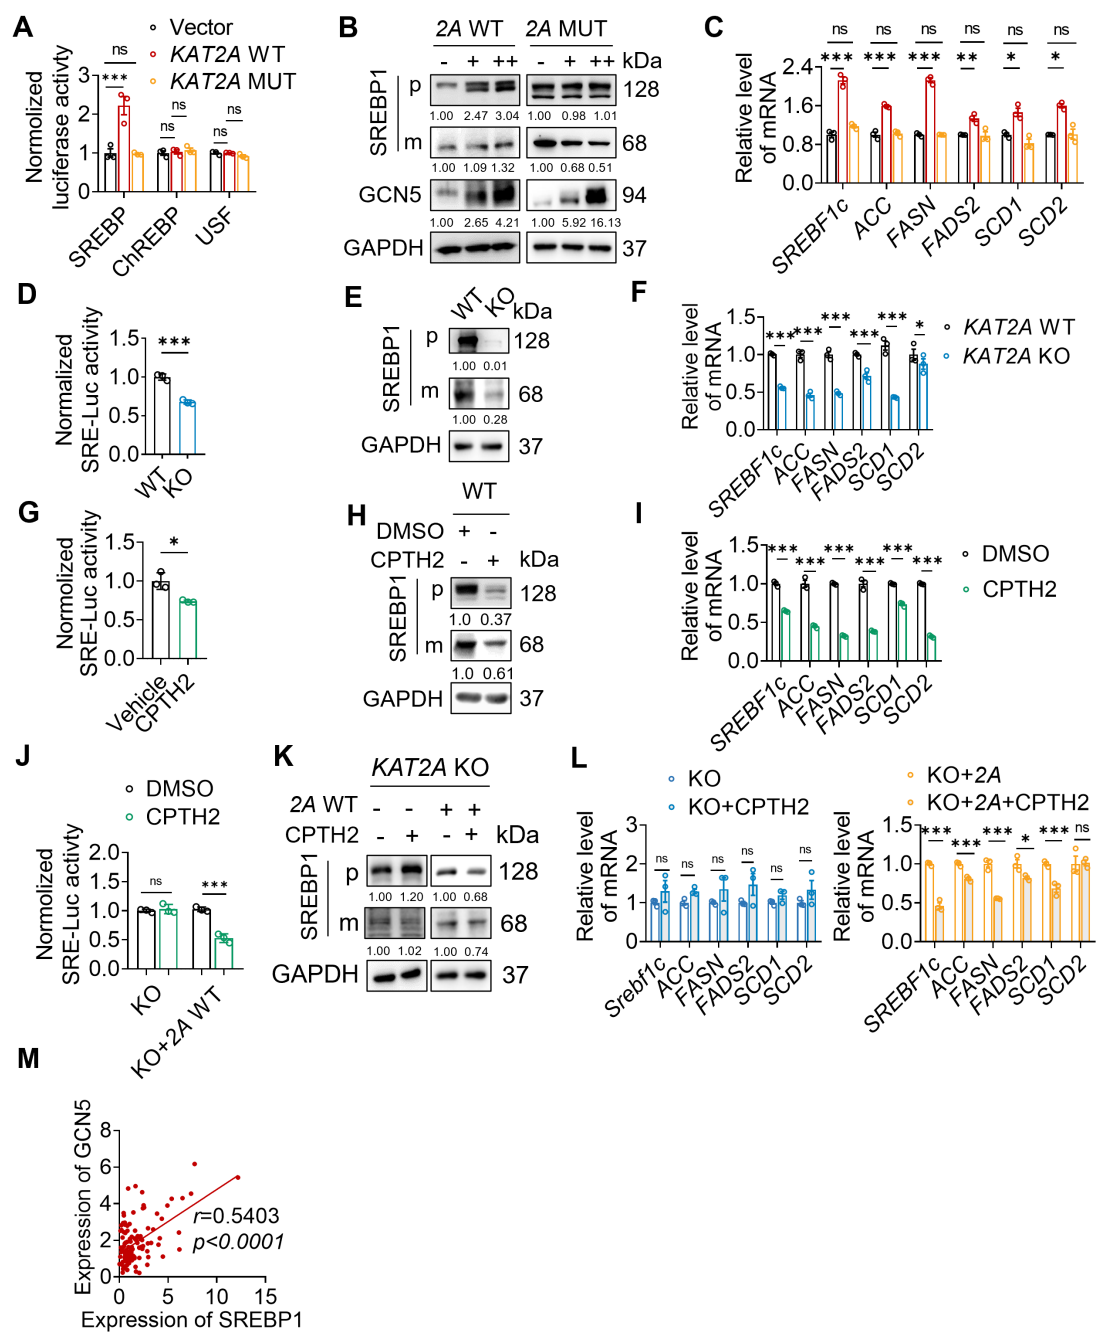 A
Vector
KAT2A WT
KAT2A MUT
Normolized
luciferase activty
3
2
1
0
***
ns
ns
ns
ns
ns
SREBP
ChREBP
USF
B
2A WT
2A MUT
- + ++ - + ++ kDa
SREBP1
p
128
1.00 2.47 3.04 1.00 0.98 1.01
m
68
1.00 1.09 1.32 1.00 0.68 0.51
GCN5
94
1.00 2.65 4.21 1.00 5.92 16.13
GAPDH
37
C
Relative level
of mRNA
2.4
1.6
0.8
0.0
ns ns ns ns ns ns
*** *** *** ** * *
SREBF1c
ACC
FASN
FADS2
SCD1
SCD2
D
Normalized
SRE-Luc activity
1.5
1.0
0.5
0.0
***
WT
KO
E
WT KO kDa
SREBP1
p
128
1.00 0.01
m
68
1.00 0.28
GAPDH
37
F
Relative level
of mRNA
1.5
1.0
0.5
0.0
*** *** *** *** *** *
KAT2A WT
KAT2A KO
SREBF1c
ACC
FASN
FADS2
SCD1
SCD2
G
Normolized
SRE-Luc activity
1.5
1.0
0.5
0.0
*
Vehicle
CPTH2
H
WT
DMSO + -
CPTH2 - + kDa
SREBP1
p
128
1.0 0.37
m
68
1.0 0.61
GAPDH
37
I
Relative level
of mRNA
1.5
1.0
0.5
0.0
*** *** *** *** *** ***
DMSO
CPTH2
SREBF1c
ACC
FASN
FADS2
SCD1
SCD2
J
DMSO
CPTH2
Normolized
SRE-Luc activty
2.0
1.5
1.0
0.5
0.0
ns
***
KO
KO+2A WT
K
KAT2A KO
2A WT - - + +
CPTH2 - + - + kDa
SREBP1
p
128
1.00 1.20 1.00 0.68
m
68
1.00 1.02 1.00 0.74
GAPDH
37
L
KO
KO+CPTH2
Relative level
of mRNA
3
2
1
0
ns ns ns ns ns ns
Srebf1c
ACC
FASN
FADS2
SCD1
SCD2
KO+2A
KO+2A+CPTH2
Relative level
of mRNA
1.5
1.0
0.5
0.0
*** *** *** * *** ns
SREBF1c
ACC
FASN
FADS2
SCD1
SCD2
M
Expression of GCN5
8
6
4
2
0
r=0.5403
p<0.0001
0 5 10 15
Expression of SREBP1